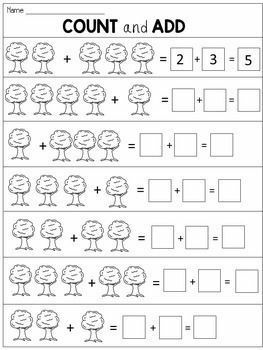 Name
COUNT and ADD
+ = 2 + 3 = 5
+ = + =
+ = + =
+ = + =
+ = + =
+ = + =
+ = + =